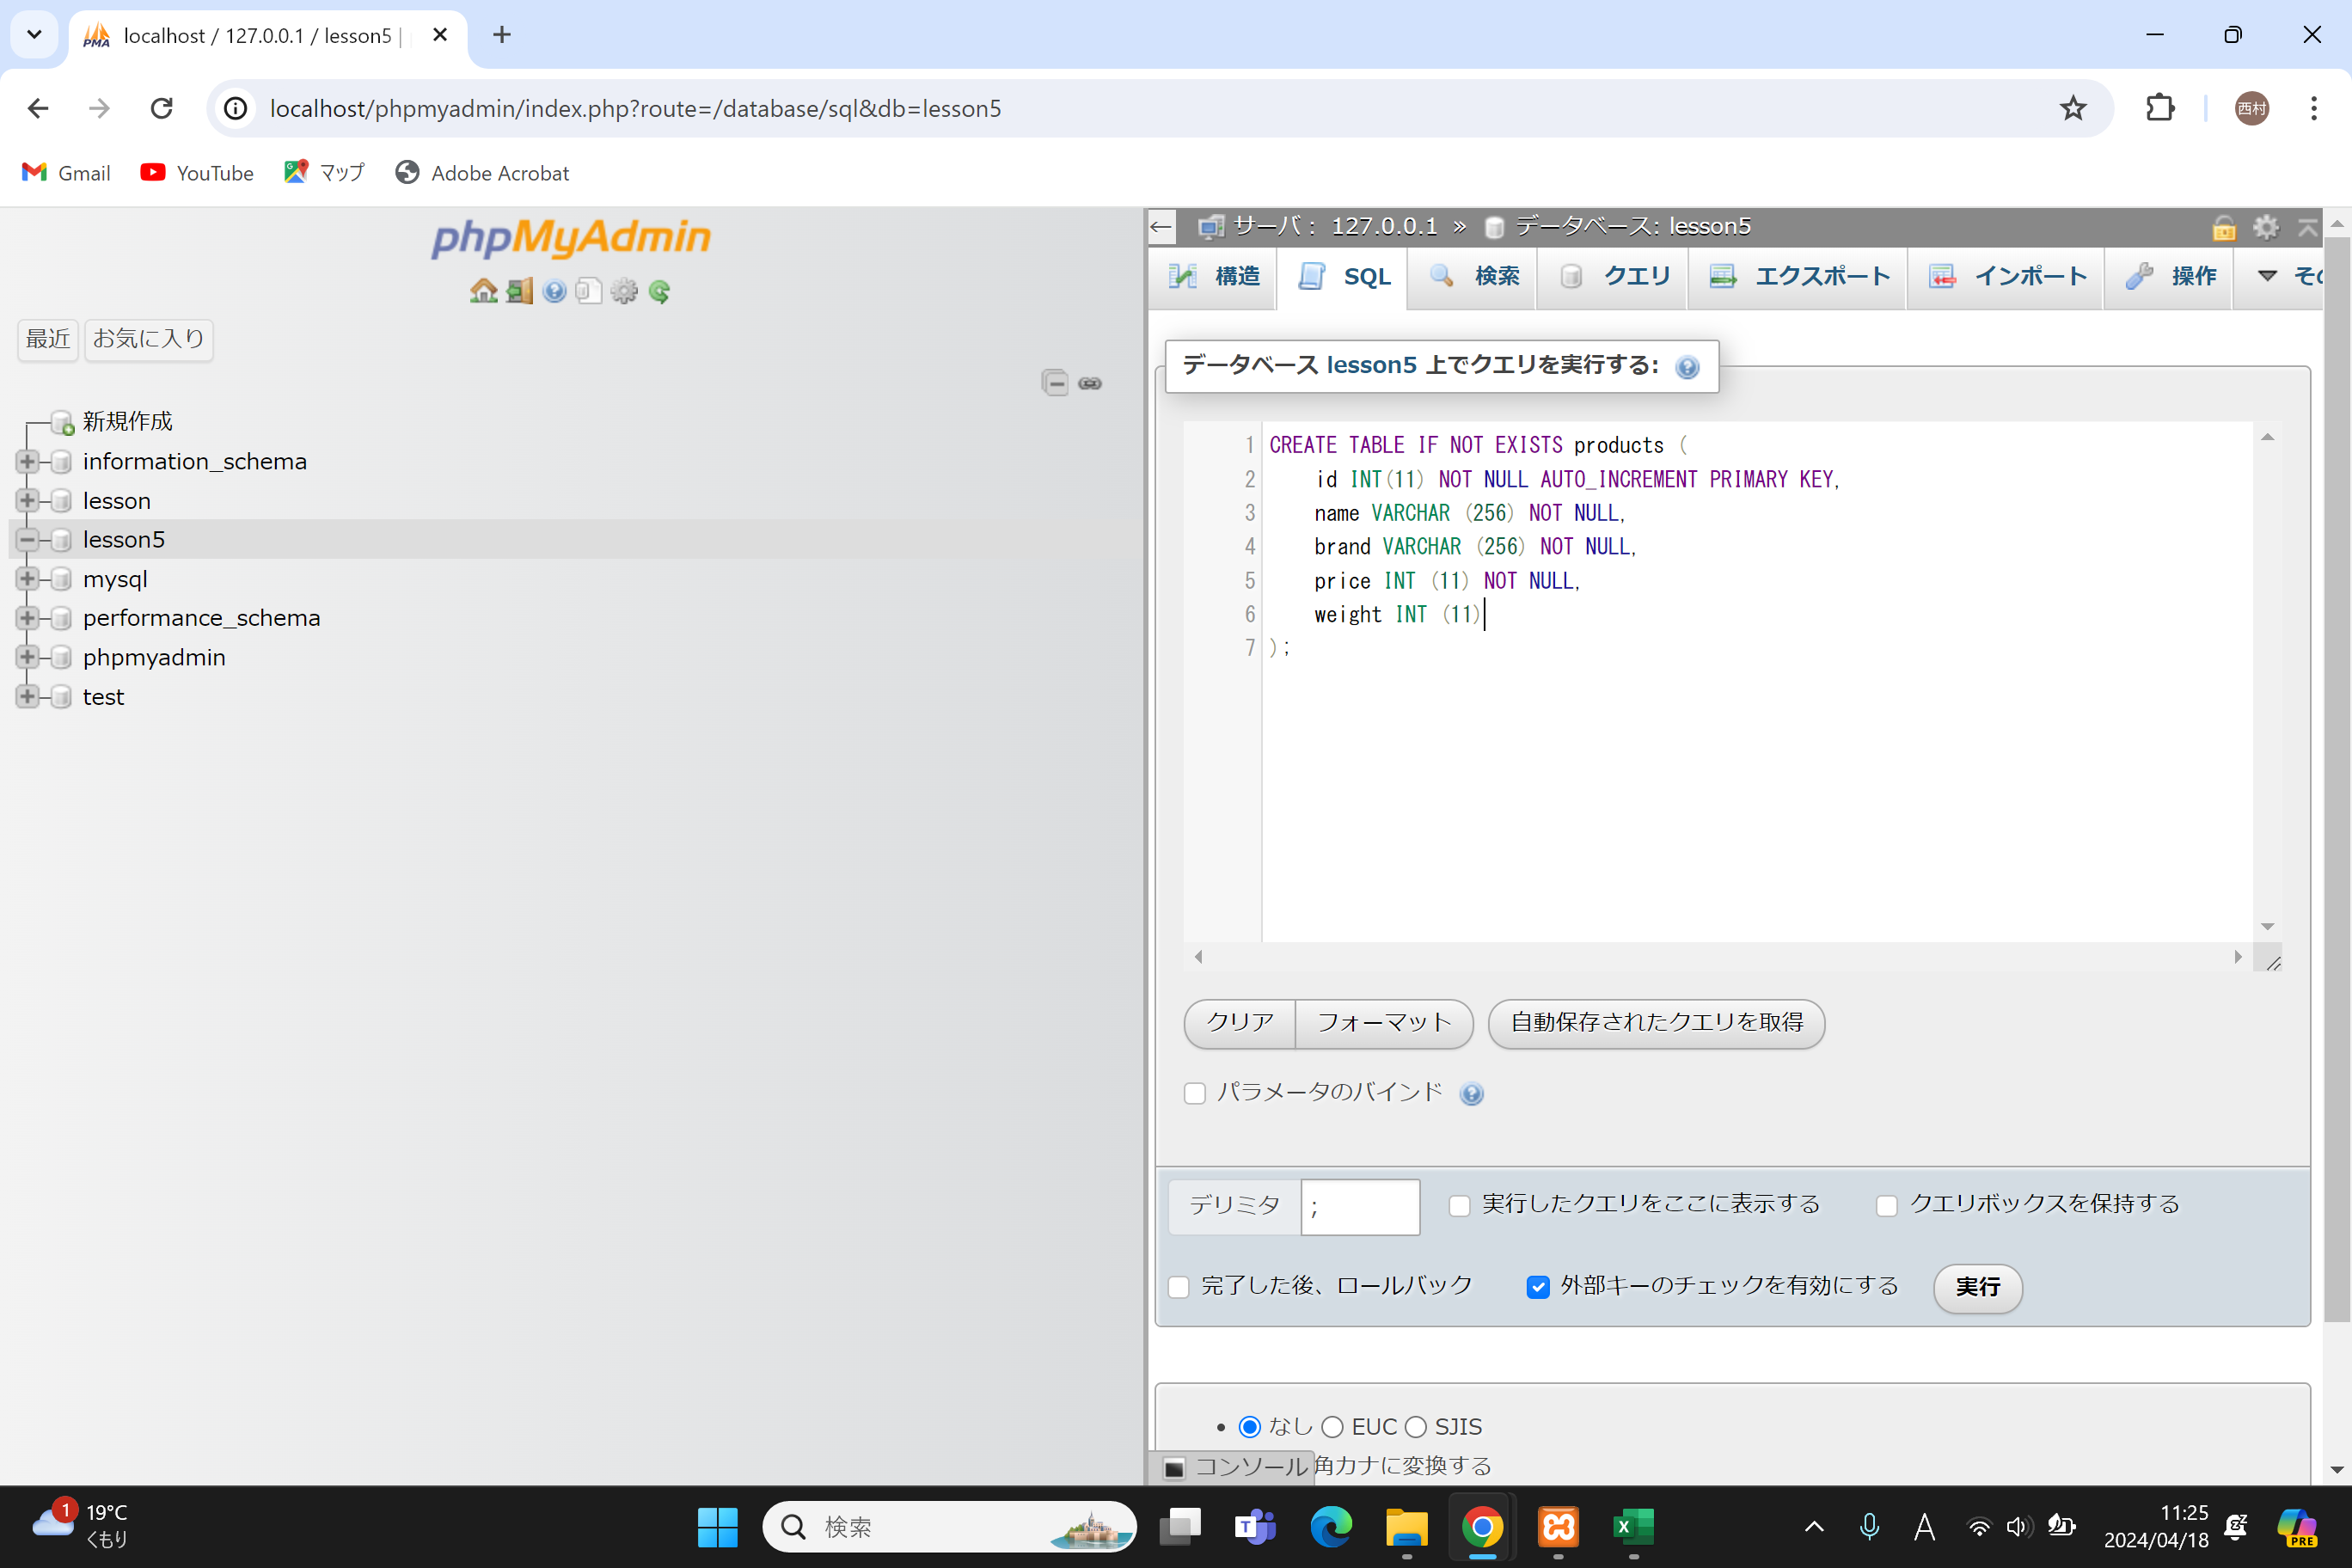 localhost / 127.0.0.1 / lesson5 |
localhost/phpmyadmin/index.php?route=/database/sql&db=lesson5
西村
Gmail
YouTube
マップ
Adobe Acrobat
phpMyAdmin
最近
お気に入り
新規作成
information_schema
lesson
lesson5
mysql
performance_schema
phpmyadmin
test
サーバ： 127.0.0.1 » データベース: lesson5
構造
SQL
検索
クエリ
エクスポート
インポート
操作
データベース lesson5 上でクエリを実行する:
1 CREATE TABLE IF NOT EXISTS products (
2 id INT(11) NOT NULL AUTO_INCREMENT PRIMARY KEY,
3 name VARCHAR (256) NOT NULL,
4 brand VARCHAR (256) NOT NULL,
5 price INT (11) NOT NULL,
6 weight INT (11)
7 );
クリア
フォーマット
自動保存されたクエリを取得
パラメータのバインド
デリミタ
;
実行したクエリをここに表示する
クエリボックスを保持する
完了した後、ロールバック
外部キーのチェックを有効にする
実行
なし EUC SJIS
コンソール
角カナに変換する
1
19°C
くもり
検索
A
11:25
2024/04/18
PRE